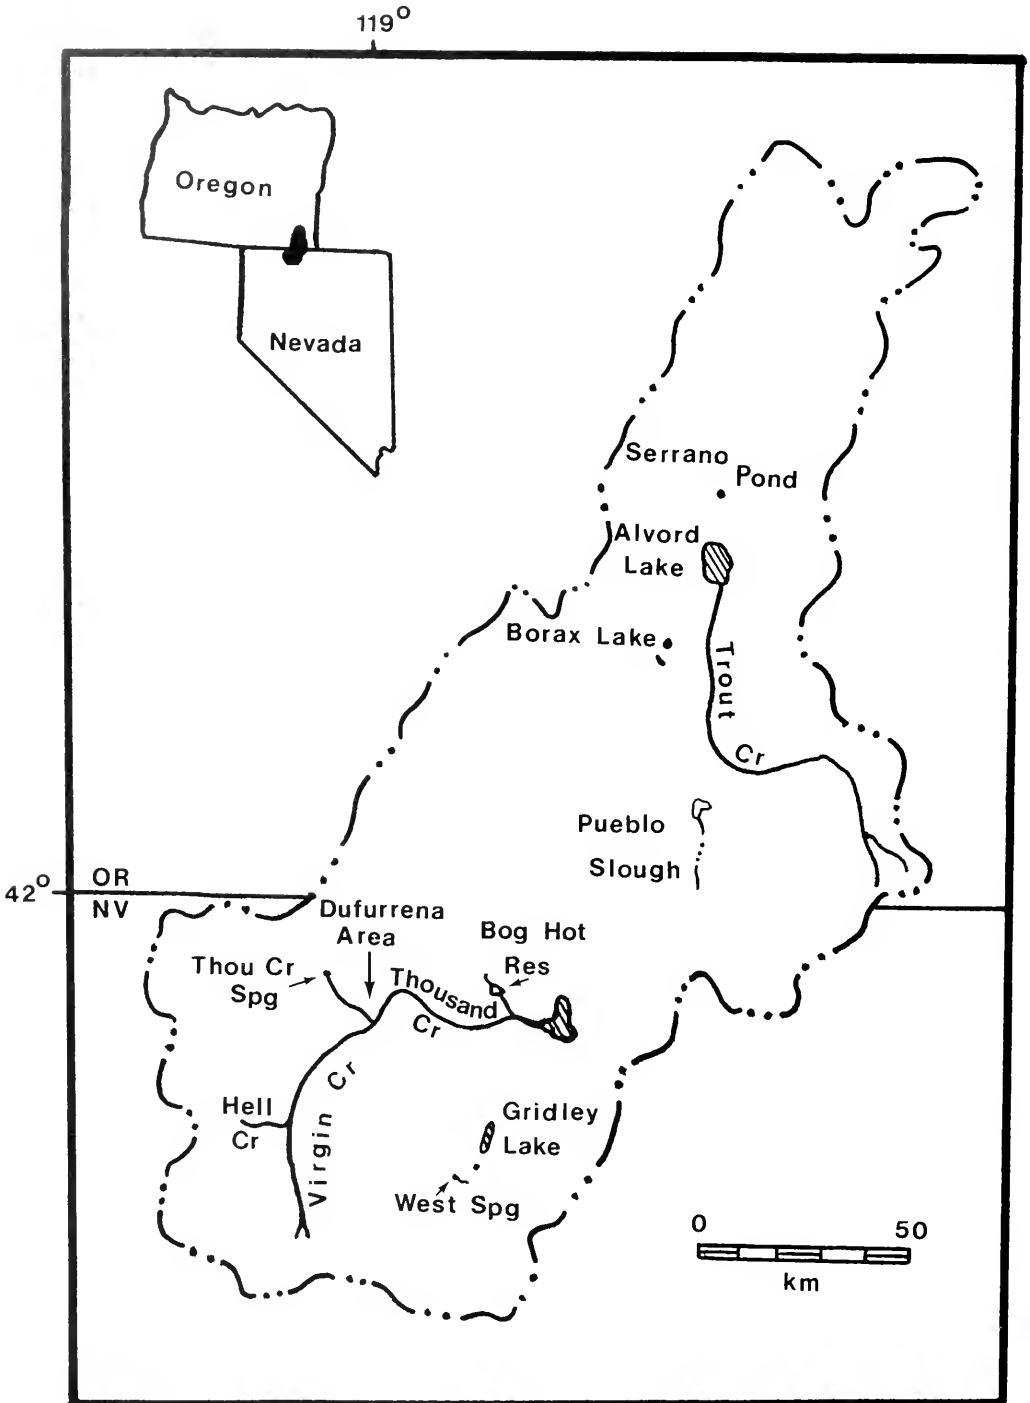 119°
Oregon
Nevada
Serrano
Pond
Alvord
Lake
Borax Lake
Trout
Cr
Pueblo
Slough
42°
OR
NV
Dufurrena
Area
Bog Hot
Res
Thou Cr
Spg
Thousand
Cr
Hell
Cr
Virgin Cr
Gridley
Lake
West Spg
0 50
km